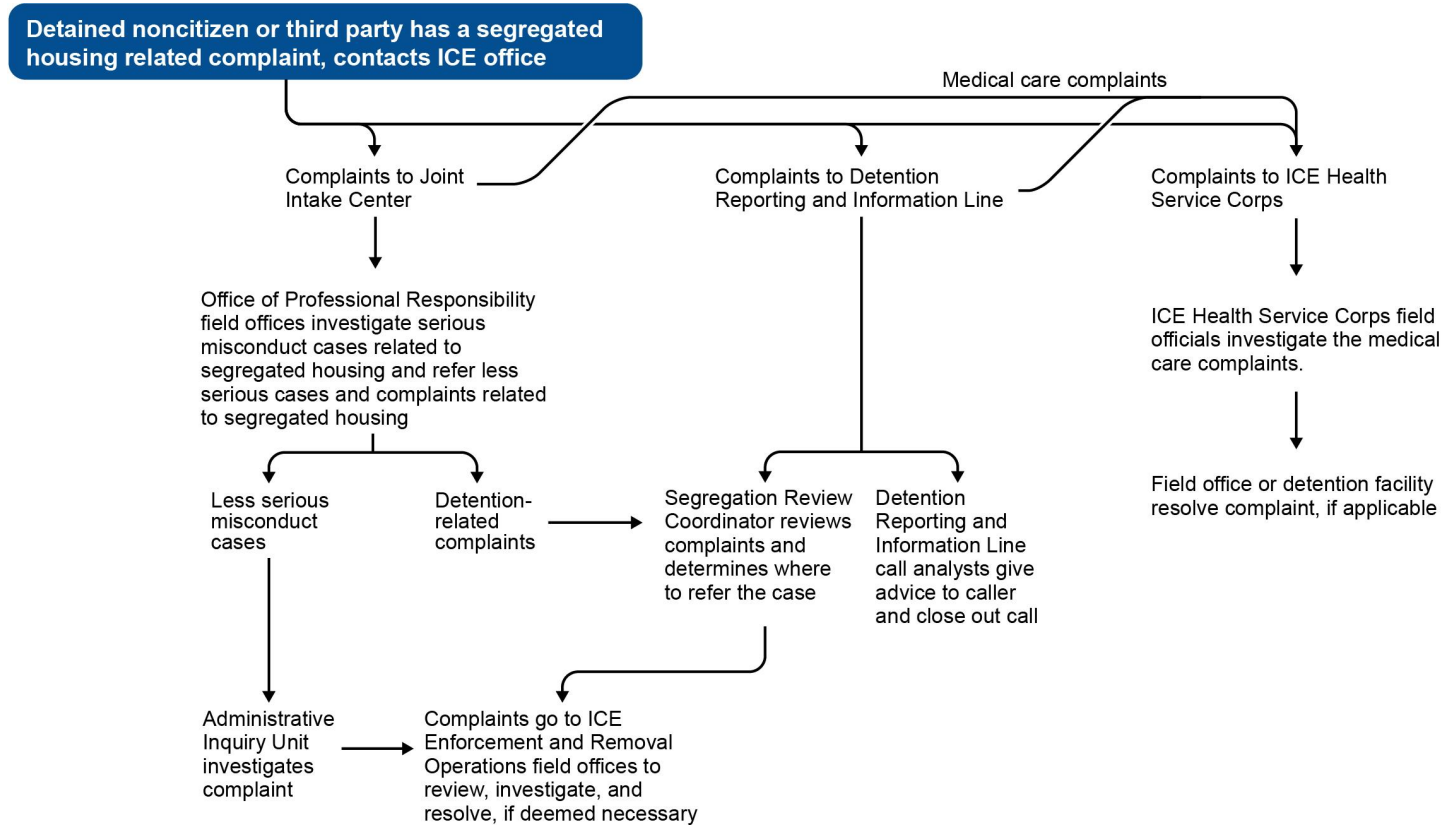 Detained noncitizen or third party has a segregated
housing related complaint, contacts ICE office
Medical care complaints
Complaints to Joint
Intake Center
Complaints to Detention
Reporting and Information Line
Complaints to ICE Health
Service Corps
Office of Professional Responsibility
field offices investigate serious
misconduct cases related to
segregated housing and refer less
serious cases and complaints related
to segregated housing
ICE Health Service Corps field
officials investigate the medical
care complaints.
Less serious
misconduct
cases
Detention-
related
complaints
Segregation Review
Coordinator reviews
complaints and
determines where
to refer the case
Detention
Reporting and
Information Line
call analysts give
advice to caller
and close out call
Field office or detention facility
resolve complaint, if applicable
Administrative
Inquiry Unit
investigates
complaint
Complaints go to ICE
Enforcement and Removal
Operations field offices to
review, investigate, and
resolve, if deemed necessary